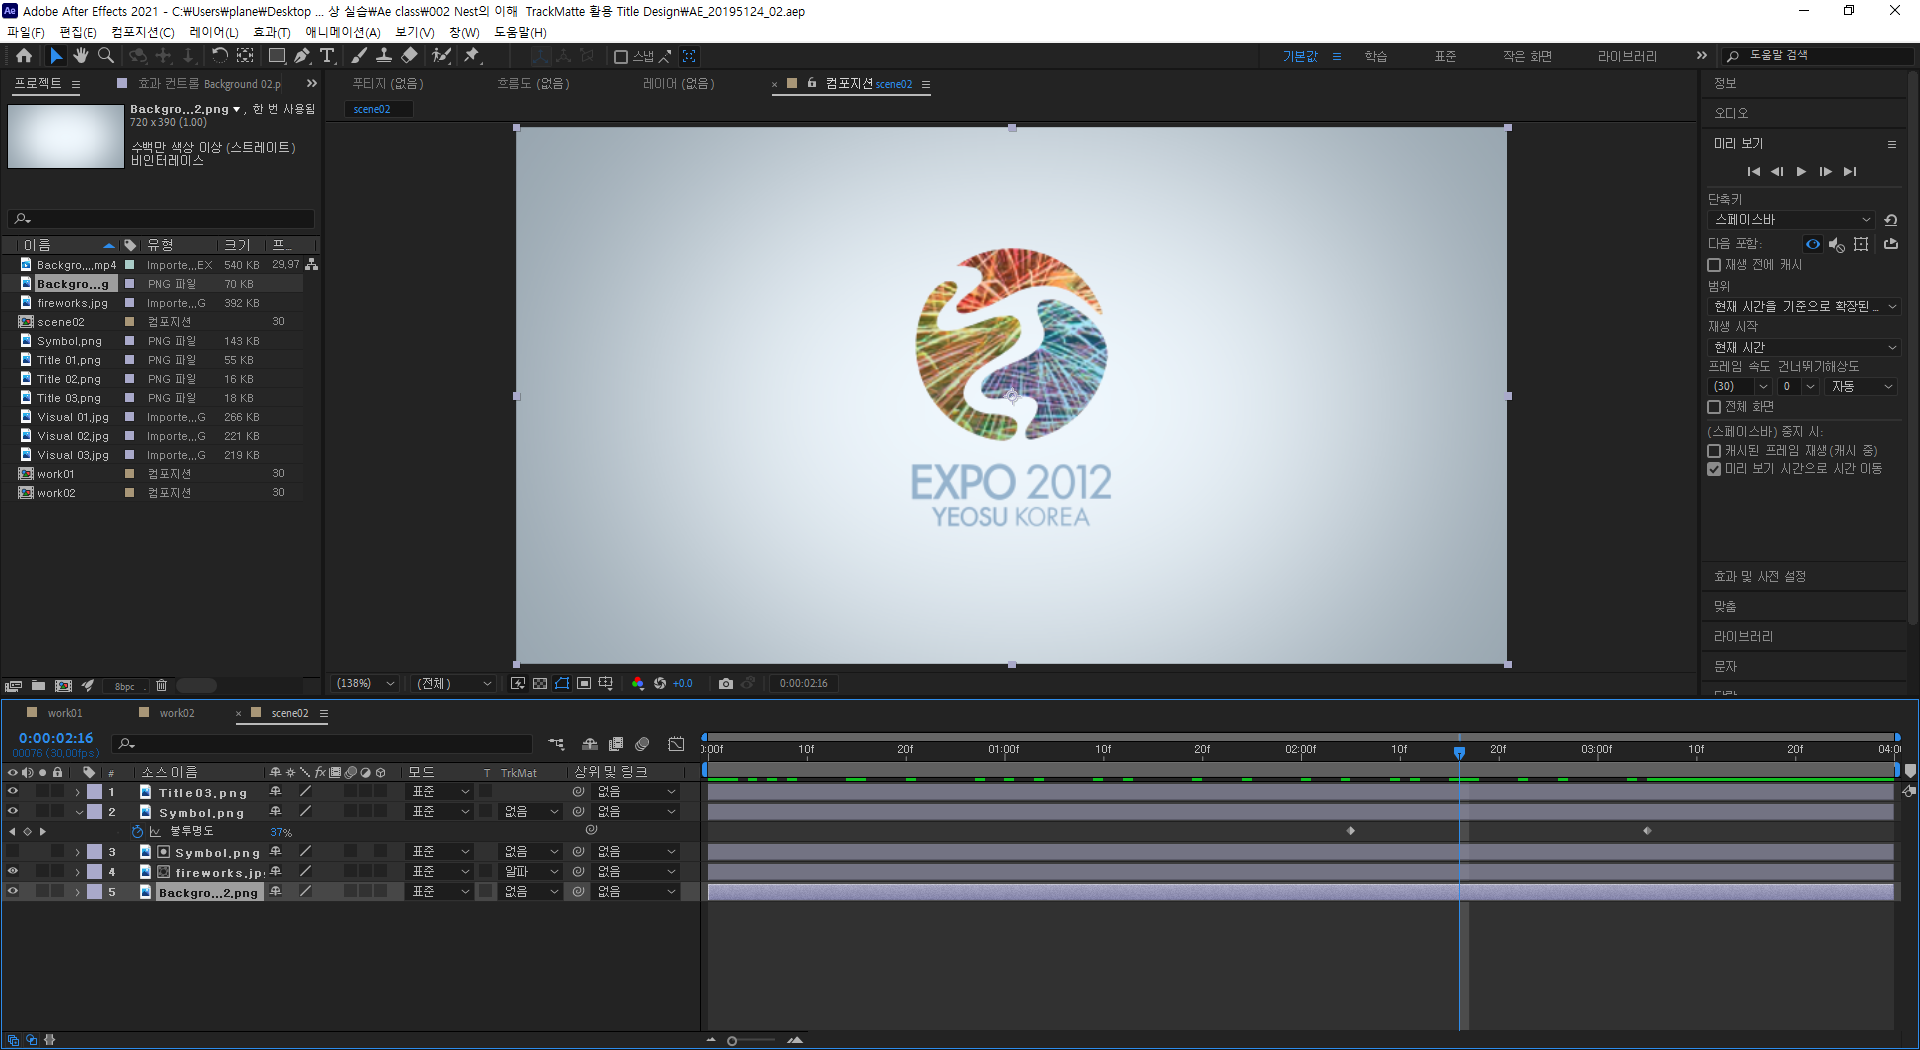 Adobe After Effects 2021 - C:\Users\plane\Desktop ... 상 실습\Ae class\002 Nest의 이해  TrackMatte 활용 Title Design\AE_20195124_02.aep
파일(F) 편집(E) 컴포지션(C) 레이어(L) 효과(T) 애니메이션(A) 보기(V) 창(W) 도움말(H)
스냅 기본값 학습 표준 작은 화면 라이브러리 도움말 검색
프로젝트 효과 컨트롤 Background 02.p
푸티지 (없음) 흐름도 (없음) 레이어 (없음) × 컴포지션 scene02
scene02
Backgro...2.png ▾, 한 번 사용됨
720 x 390 (1.00)
수백만 색상 이상 (스트레이트)
비인터레이스
이름 유형 크기 프...
Backgro....mp4 Importe...EX 540 KB 29,97
Backgro...g PNG 파일 70 KB
fireworks.jpg Importe...G 392 KB
scene02 컴포지션 30
Symbol.png PNG 파일 143 KB
Title 01.png PNG 파일 55 KB
Title 02.png PNG 파일 16 KB
Title 03.png PNG 파일 18 KB
Visual 01.jpg Importe...G 266 KB
Visual 02.jpg Importe...G 221 KB
Visual 03.jpg Importe...G 219 KB
work01 컴포지션 30
work02 컴포지션 30
8bpc
EXPO 2012
YEOSU KOREA
(138%) (전체) +0.0 0:00:02:16
정보
오디오
미리 보기
단축키
스페이스바
다음 포함:
재생 전에 캐시
범위
현재 시간을 기준으로 확장된 ...
재생 시작
현재 시간
프레임 속도 건너뛰기 해상도
(30) 0 자동
전체 화면
(스페이스바) 중지 시:
캐시된 프레임 재생(캐시 중)
미리 보기 시간으로 시간 이동
효과 및 사전 설정
맞춤
라이브러리
문자
work01 work02 × scene02
0:00:02:16
00076 (30.00fps)
):00f 10f 20f 01:00f 10f 20f 02:00f 10f 20f 03:00f 10f 20f 04:0(
# 소스 이름 fx 모드 T TrkMat 상위 및 링크
1 Title 03.png 표준 없음
2 Symbol.png 표준 없음 없음
불투명도 37%
3 Symbol.png 표준 없음 없음
4 fireworks.jp 표준 알파 없음
5 Backgro...2.png 표준 없음 없음